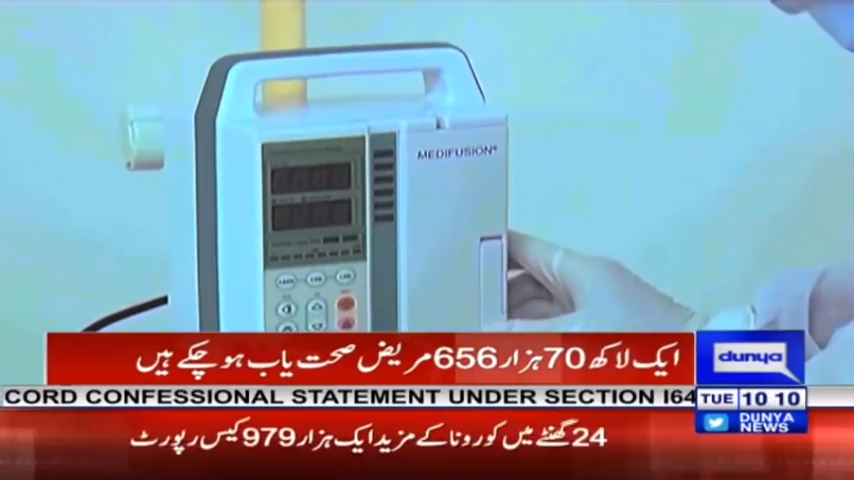 MEDIFUSION®
ایک لاکھ 70 ہزار 656 مریض صحت یاب ہو چکے ہیں
dunya
CORD CONFESSIONAL STATEMENT UNDER SECTION 164
TUE 10 10
24 گھنٹے میں کورونا کے مزید ایک ہزار 979 کیس رپورٹ
DUNYA
NEWS